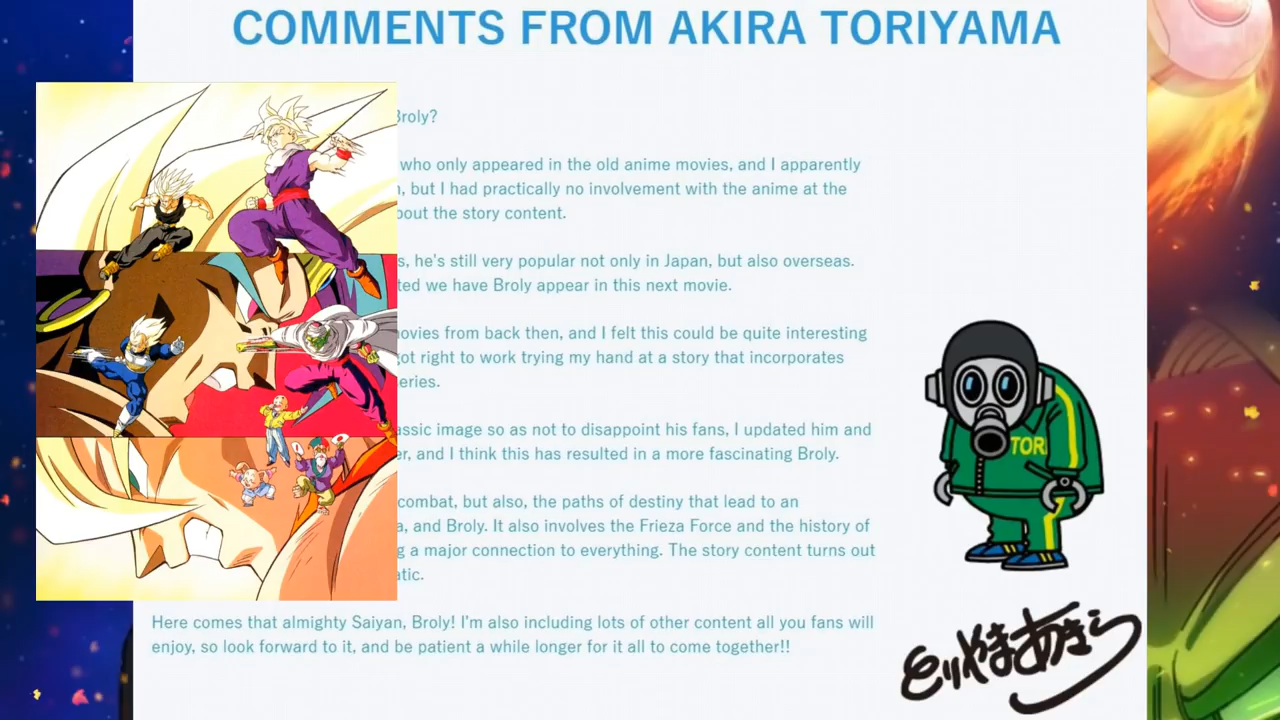 COMMENTS FROM AKIRA TORIYAMA
Broly?
who only appeared in the old anime movies, and I apparently
, but I had practically no involvement with the anime at the
bout the story content.
s, he's still very popular not only in Japan, but also overseas.
ted we have Broly appear in this next movie.
ovies from back then, and I felt this could be quite interesting
got right to work trying my hand at a story that incorporates
eries.
assic image so as not to disappoint his fans, I updated him and
er, and I think this has resulted in a more fascinating Broly.
combat, but also, the paths of destiny that lead to an
a, and Broly. It also involves the Frieza Force and the history of
g a major connection to everything. The story content turns out
atic.
TOR
Here comes that almighty Saiyan, Broly! I'm also including lots of other content all you fans will
enjoy, so look forward to it, and be patient a while longer for it all to come together!!
とりやまあきら